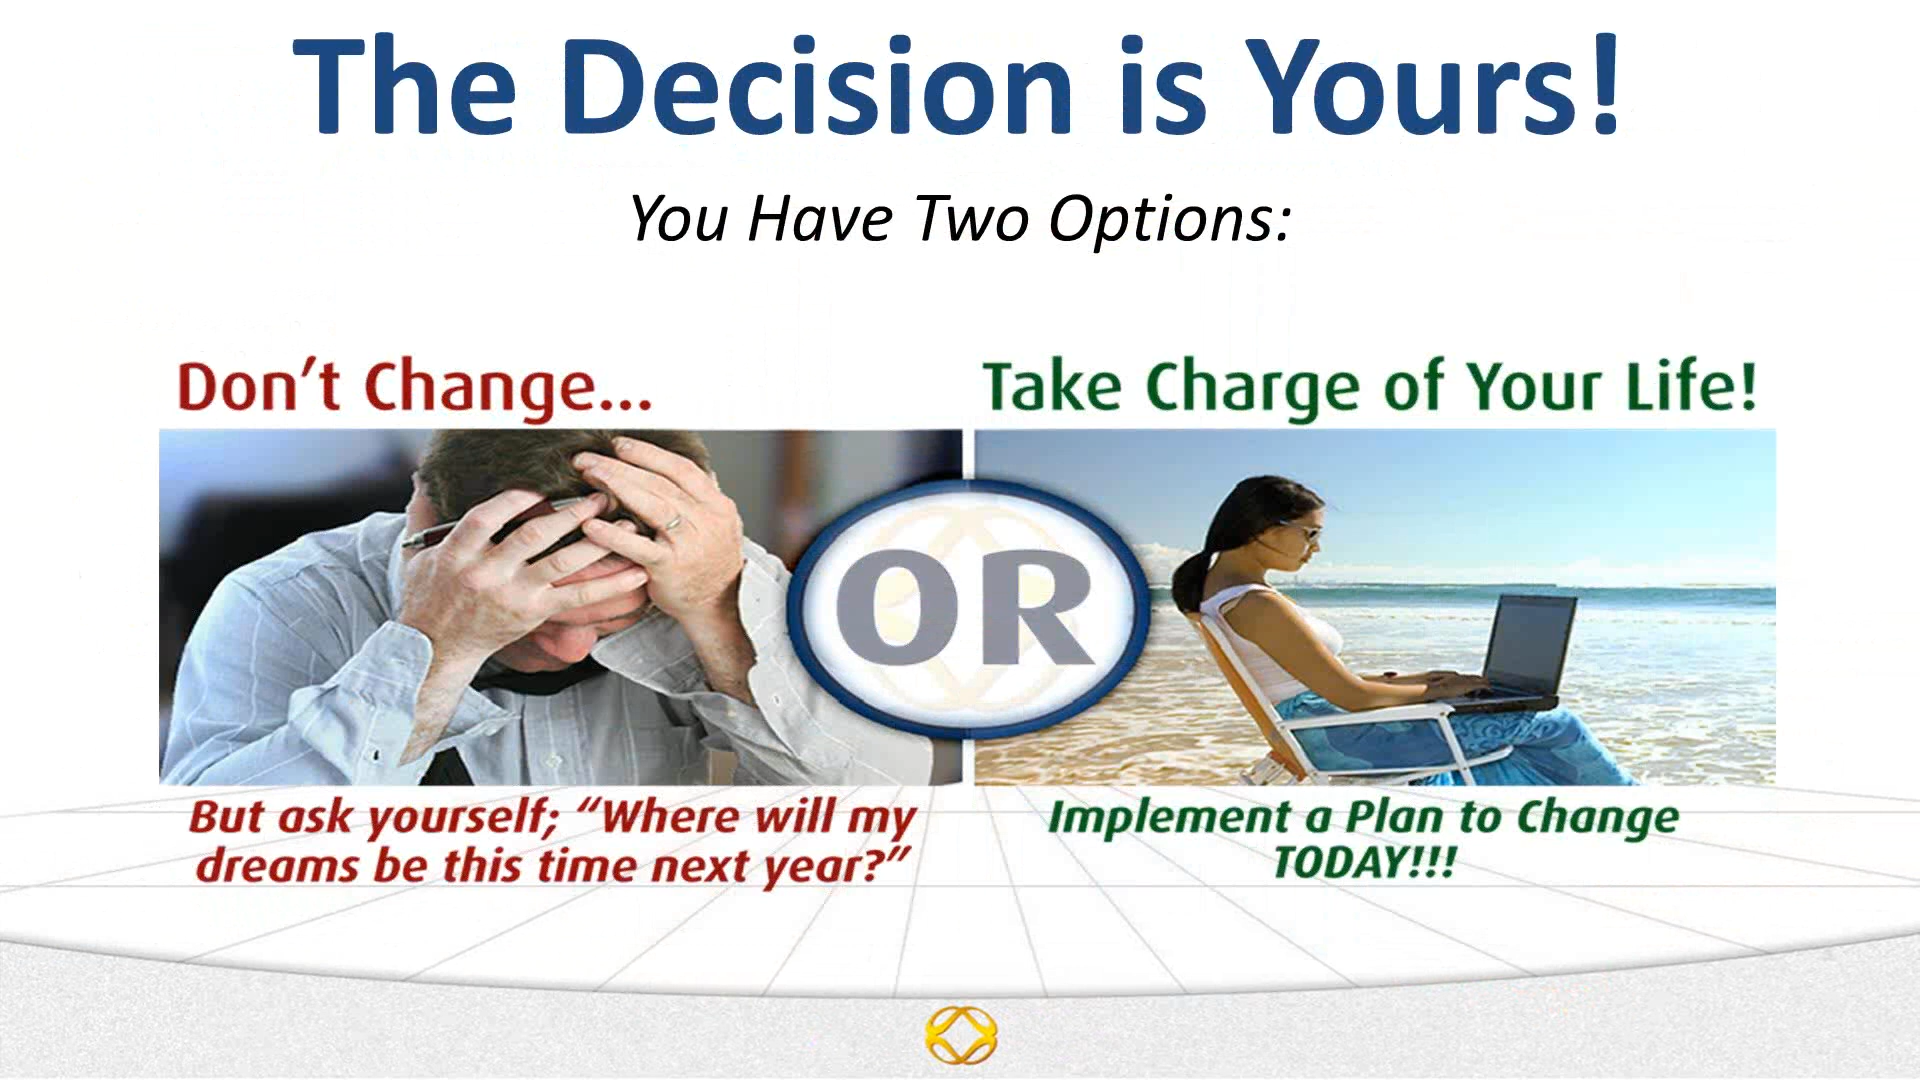 The Decision is Yours!
You Have Two Options:
Don't Change...
Take Charge of Your Life!
OR
But ask yourself; “Where will my
dreams be this time next year?”
Implement a Plan to Change
TODAY!!!